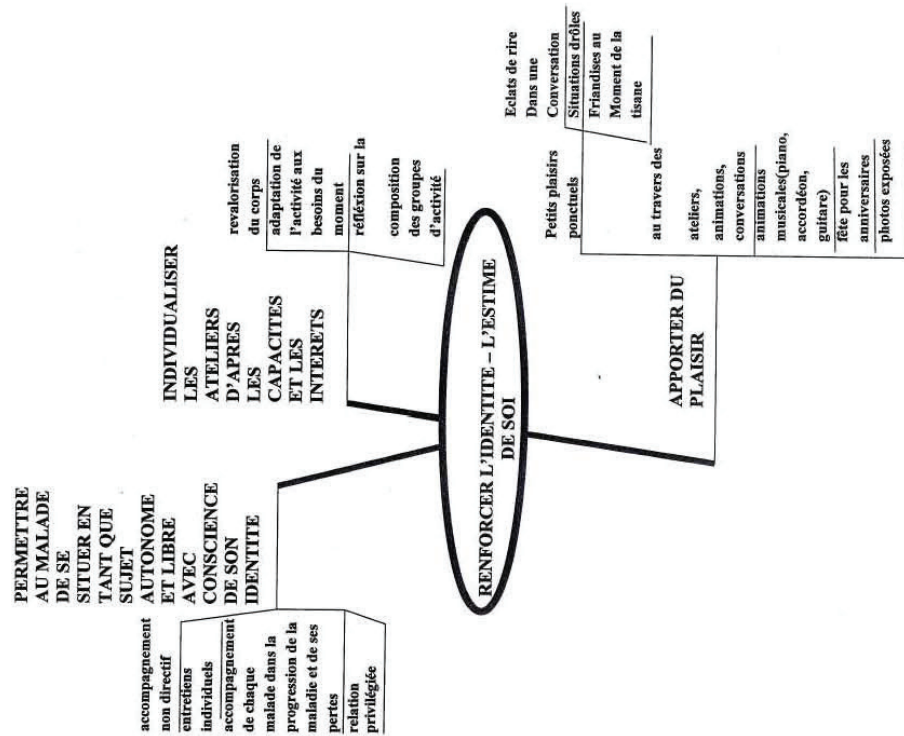 PERMETTRE
AU MALADE
DE SE
SITUER EN
TANT QUE
SUJET
AUTONOME
ET LIBRE
AVEC
CONSCIENCE
DE SON
IDENTITE
accompagnement
non directif
entretiens
individuels
accompagnement
de chaque
malade dans la
progression de la
maladie et de ses
pertes
relation
privilégiée
INDIVIDUALISER
LES
ATELIERS
D'APRES
LES
CAPACITES
ET LES
INTERETS
revalorisation
du corps
adaptation de
l'activité aux
besoins du
moment
réfléxion sur la
composition
des groupes
d'activité
RENFORCER L'IDENTITE – L'ESTIME
DE SOI
APPORTER DU
PLAISIR
Petits plaisirs
ponctuels
Eclats de rire
Dans une
Conversation
Situations drôles
Friandises au
Moment de la
tisane
au travers des
ateliers,
animations,
conversations
animations
musicales(piano,
accordéon,
guitare)
fête pour les
anniversaires
photos exposées